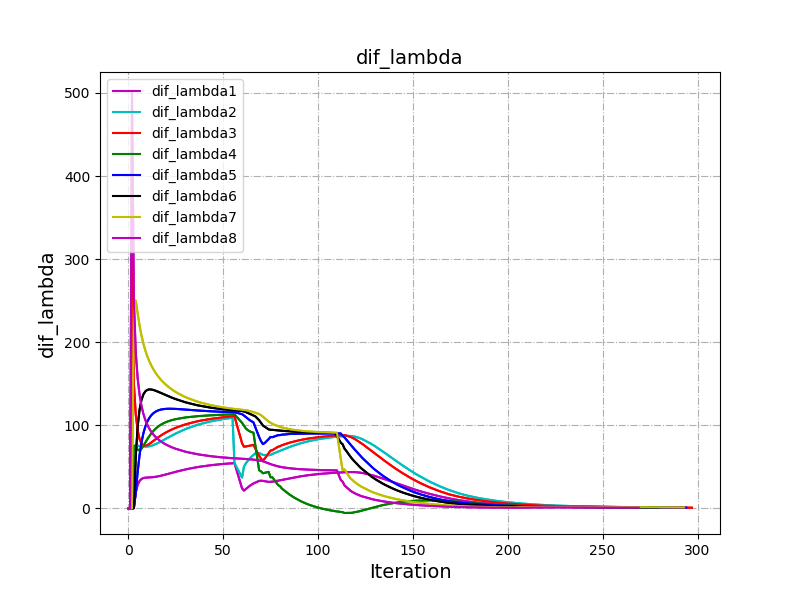 dif_lambda
500
400
300
200
100
0
dif_lambda
dif_lambda1
dif_lambda2
dif_lambda3
dif_lambda4
dif_lambda5
dif_lambda6
dif_lambda7
dif_lambda8
0 50 100 150 200 250 300
Iteration